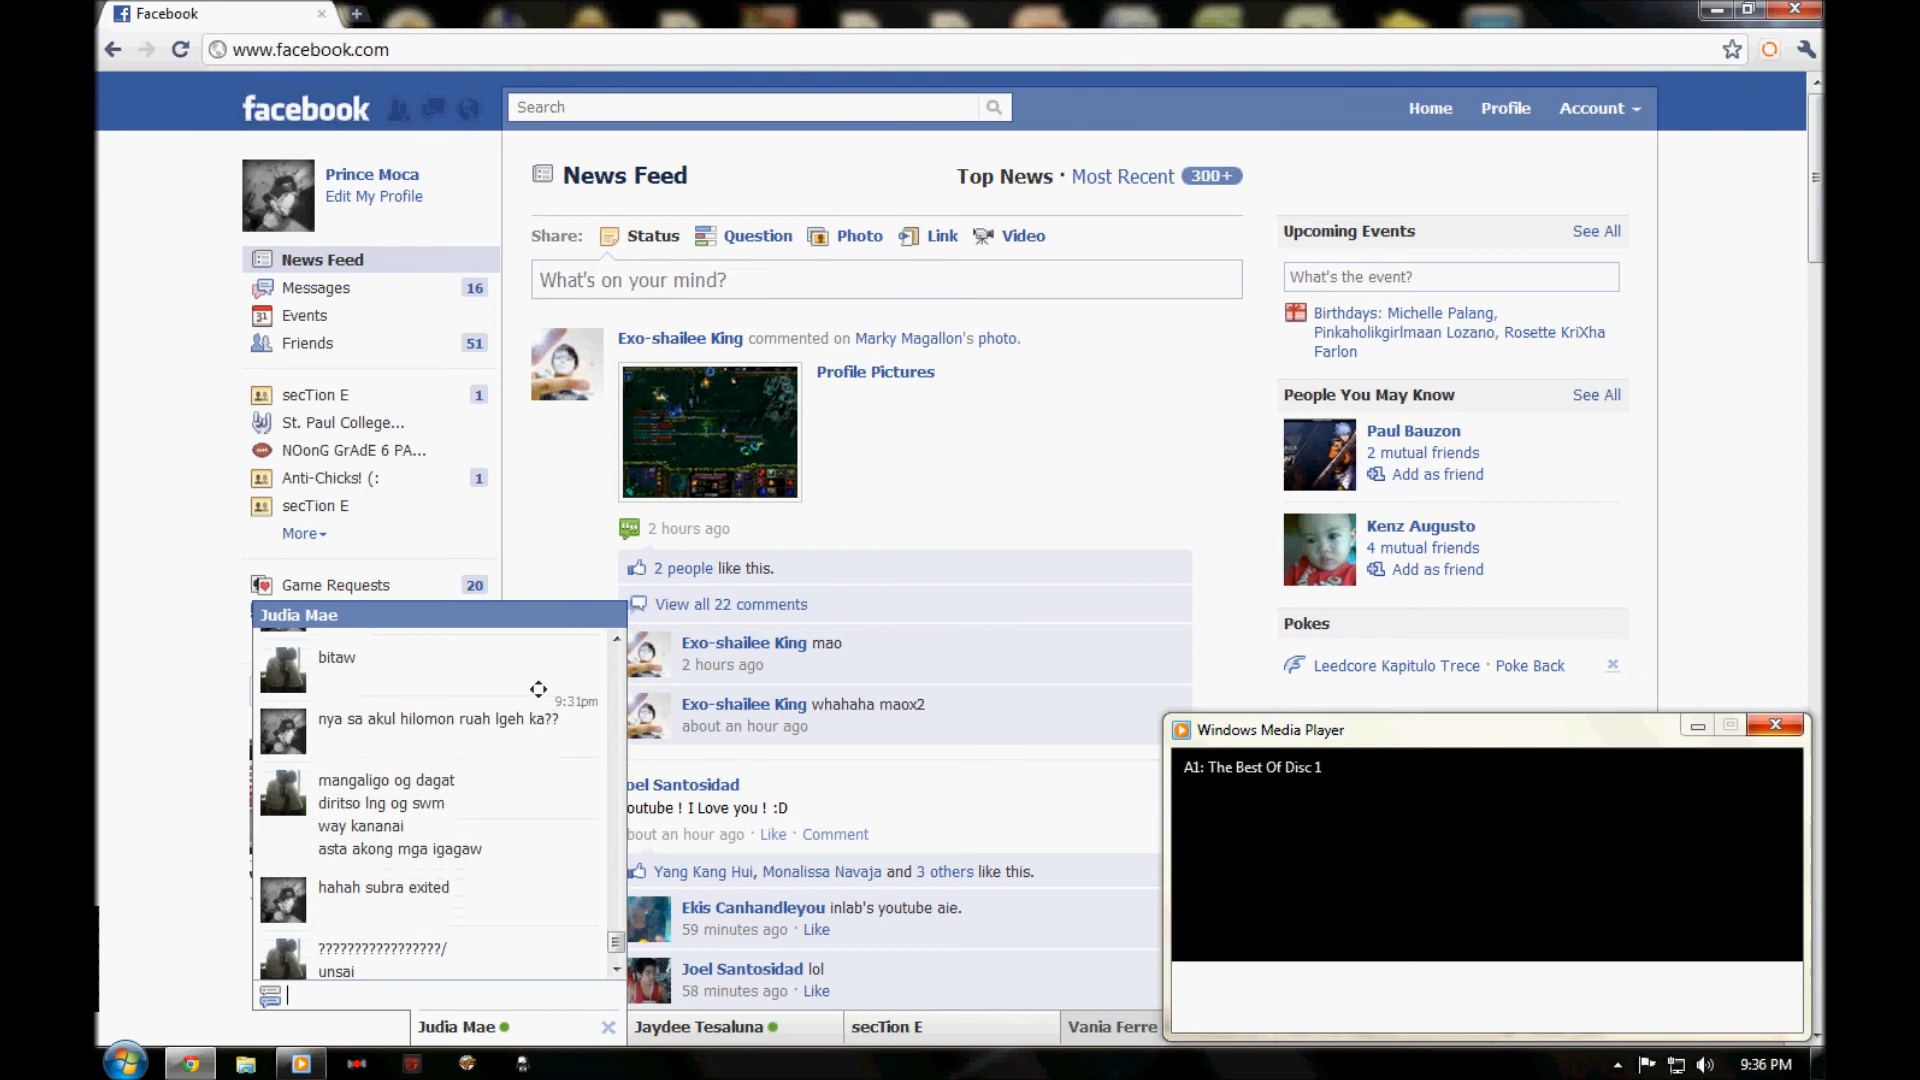 Facebook
www.facebook.com
facebook
Search
Home Profile Account
Prince Moca
Edit My Profile
News Feed
Messages 16
Events
Friends 51
secTion E 1
St. Paul College...
NOonG GrAdE 6 PA...
Anti-Chicks! (: 1
secTion E
More
Game Requests 20
News Feed
Top News · Most Recent 300+
Share: Status Question Photo Link Video
What's on your mind?
Exo-shailee King commented on Marky Magallon's photo.
Profile Pictures
2 hours ago
2 people like this.
View all 22 comments
Exo-shailee King mao
2 hours ago
Exo-shailee King whahaha maox2
about an hour ago
oel Santosidad
outube ! I Love you ! :D
bout an hour ago · Like · Comment
Yang Kang Hui, Monalissa Navaja and 3 others like this.
Ekis Canhandleyou inlab's youtube aie.
59 minutes ago · Like
Joel Santosidad lol
58 minutes ago · Like
Upcoming Events See All
What's the event?
Birthdays: Michelle Palang,
Pinkaholikgirlmaan Lozano, Rosette KriXha
Farlon
People You May Know See All
Paul Bauzon
2 mutual friends
Add as friend
Kenz Augusto
4 mutual friends
Add as friend
Pokes
Leedcore Kapitulo Trece · Poke Back
Judia Mae
bitaw
9:31pm
nya sa akul hilomon ruah lgeh ka??
mangaligo og dagat
diritso lng og swm
way kananai
asta akong mga igagaw
hahah subra exited
?????????????????/
unsai
Judia Mae
Jaydee Tesaluna
secTion E
Vania Ferre
Windows Media Player
A1: The Best Of Disc 1
9:36 PM